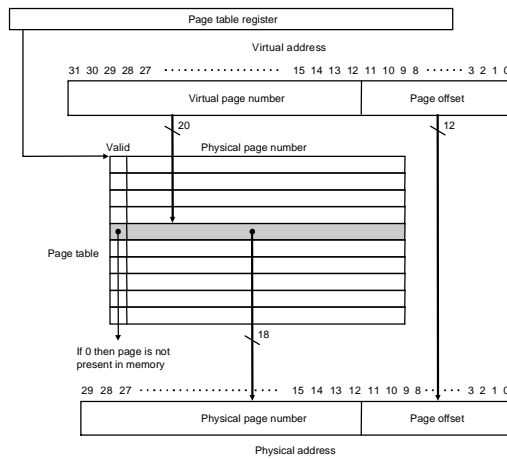 Page table register
Virtual address
31 30 29 28 27 ·················· 15 14 13 12 11 10 9 8 ······ 3 2 1 0
Virtual page number Page offset
20 12
Valid Physical page number
Page table
18
If 0 then page is not
present in memory
29 28 27 ·················· 15 14 13 12 11 10 9 8 ······ 3 2 1 0
Physical page number Page offset
Physical address